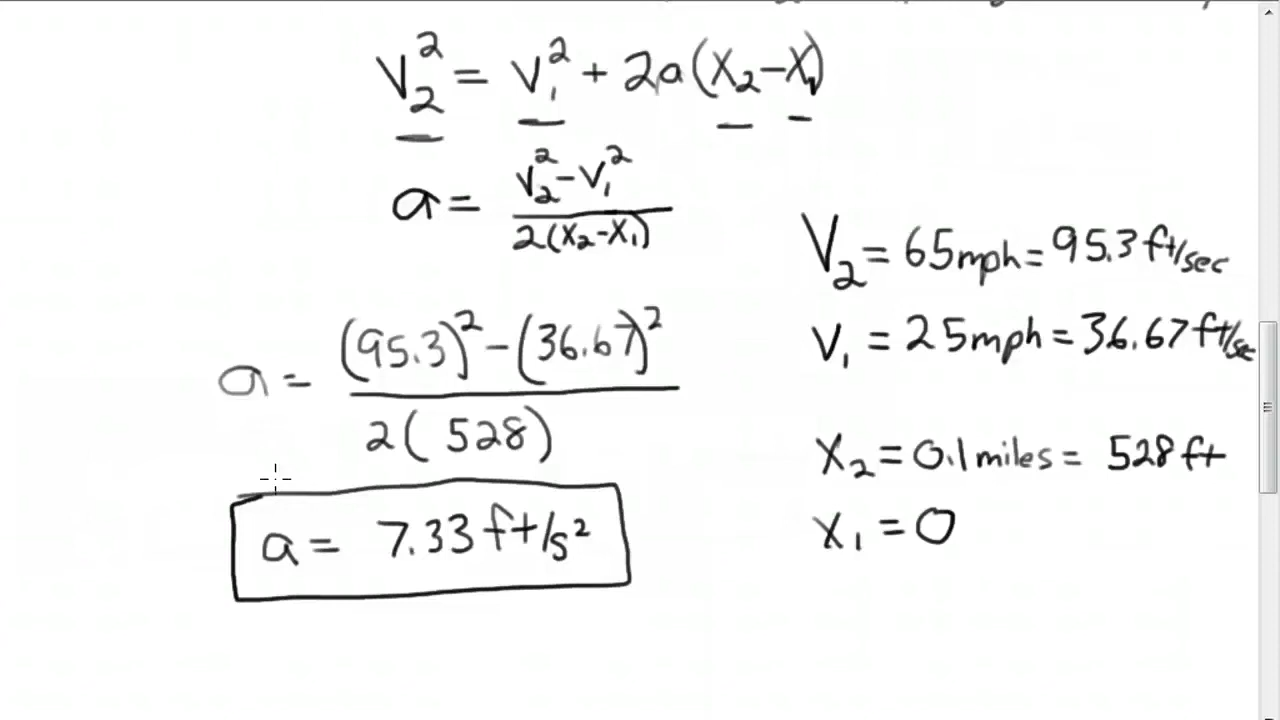 V₂² = V₁² + 2a(X₂-X₁)
a = V₂² - V₁² / 2(X₂-X₁)
V₂ = 65mph = 95.3 ft/sec
V₁ = 25mph = 36.67 ft/sec
a = (95.3)² - (36.67)² / 2( 528)
X₂ = 0.1 miles = 528 ft
a = 7.33 ft/s²
X₁ = 0